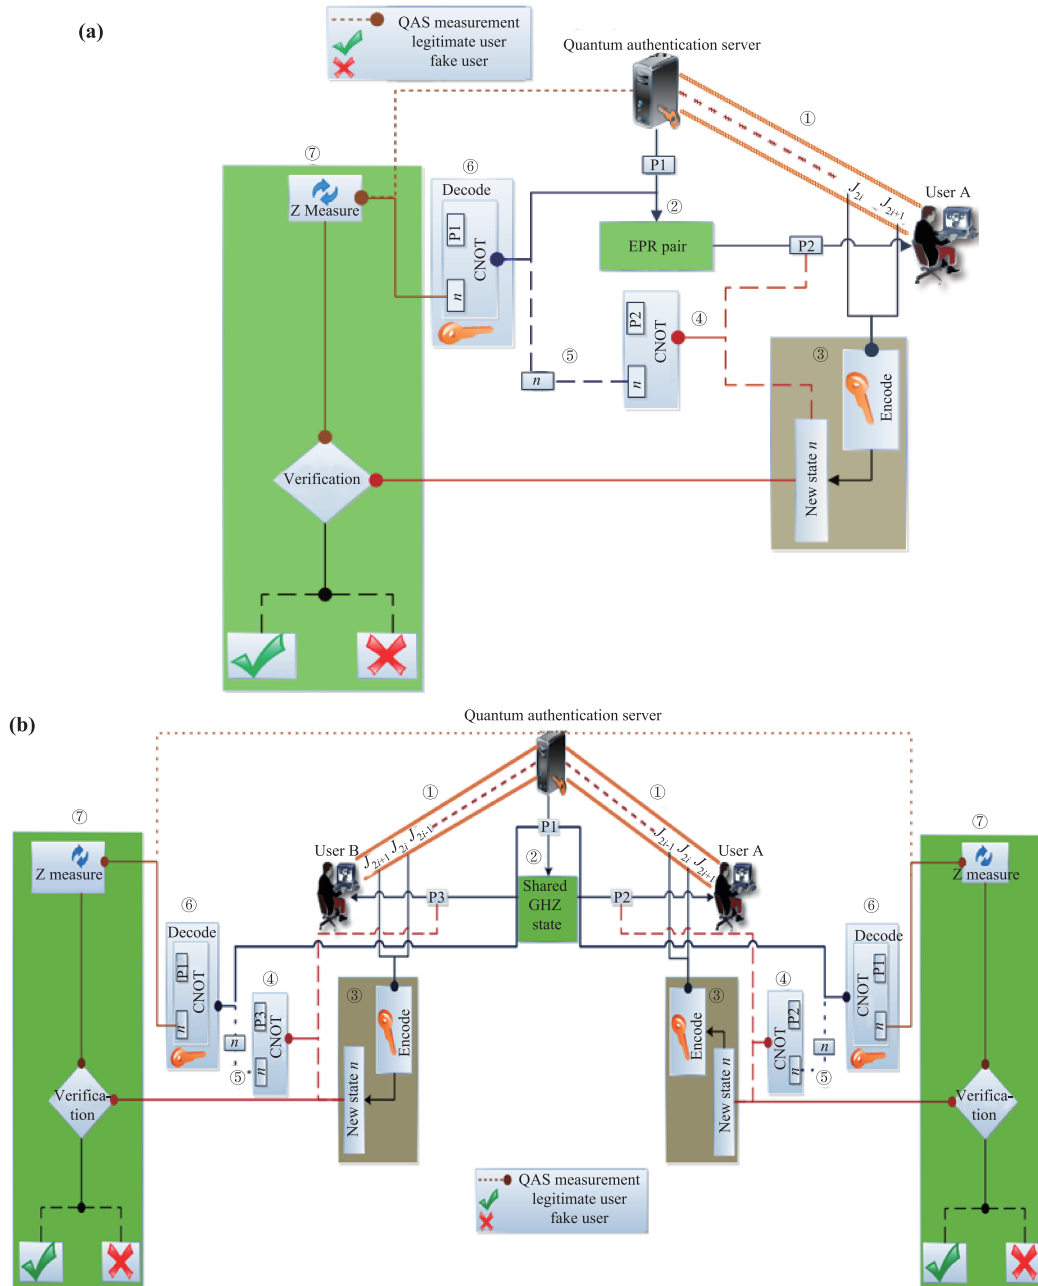 (a)
QAS measurement
legitimate user
fake user
Quantum authentication server
①
⑦
⑥
P1
Z Measure
Decode
P1
CNOT
n
②
EPR pair
P2
J2i
J2i+1
User A
P2
CNOT
n
④
⑤
n
③
Encode
New state n
Verification
(b)
Quantum authentication server
①
①
⑦
⑦
J2i+1 J2i J2i-1
J2i-1 J2i J2i+1
P1
②
User B
User A
Z measure
Z measure
P3
Shared
GHZ
state
P2
⑥
⑥
Decode
P1
CNOT
n
Decode
P1
CNOT
n
④
P3
CNOT
n
④
P2
CNOT
n
③
Encode
New state n
③
Encode
New state n
n
⑤
n
⑤
Verifica-
tion
Verifica-
tion
QAS measurement
legitimate user
fake user